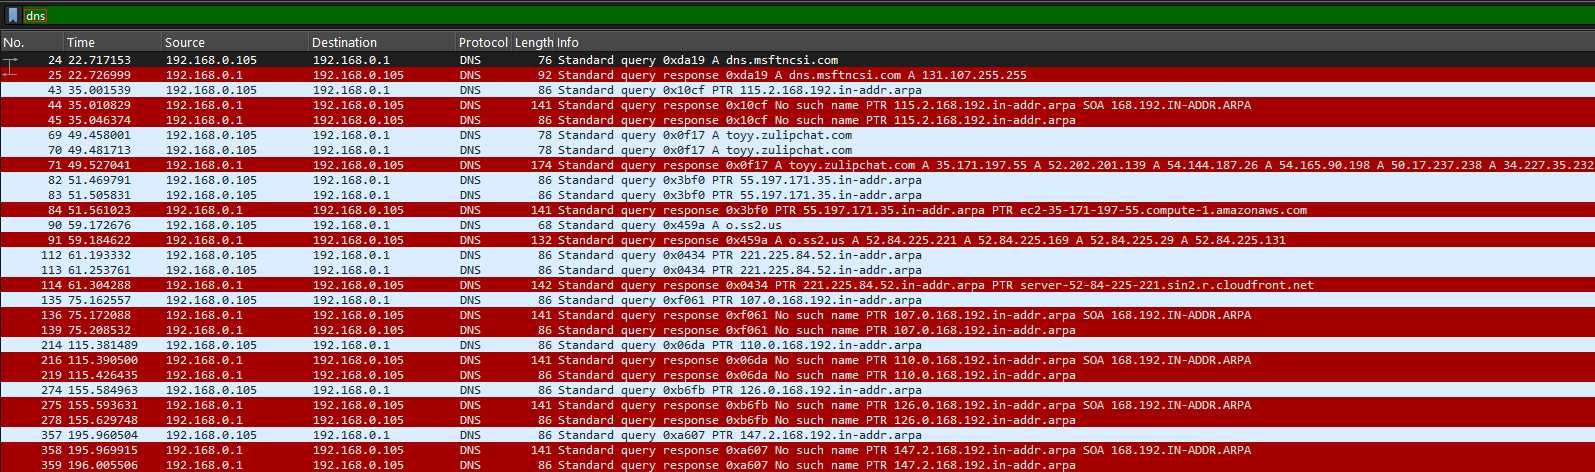 dns
No. Time Source Destination Protocol Length Info
24 22.717153 192.168.0.105 192.168.0.1 DNS 76 Standard query 0xda19 A dns.msftncsi.com
25 22.726999 192.168.0.1 192.168.0.105 DNS 92 Standard query response 0xda19 A dns.msftncsi.com A 131.107.255.255
43 35.001539 192.168.0.105 192.168.0.1 DNS 86 Standard query 0x10cf PTR 115.2.168.192.in-addr.arpa
44 35.010829 192.168.0.1 192.168.0.105 DNS 141 Standard query response 0x10cf No such name PTR 115.2.168.192.in-addr.arpa SOA 168.192.IN-ADDR.ARPA
45 35.046374 192.168.0.1 192.168.0.105 DNS 86 Standard query response 0x10cf No such name PTR 115.2.168.192.in-addr.arpa
69 49.458001 192.168.0.105 192.168.0.1 DNS 78 Standard query 0x0f17 A toyy.zulipchat.com
70 49.481713 192.168.0.105 192.168.0.1 DNS 78 Standard query 0x0f17 A toyy.zulipchat.com
71 49.527041 192.168.0.1 192.168.0.105 DNS 174 Standard query response 0x0f17 A toyy.zulipchat.com A 35.171.197.55 A 52.202.201.139 A 54.144.187.26 A 54.165.90.198 A 50.17.237.238 A 34.227.35.232
82 51.469791 192.168.0.105 192.168.0.1 DNS 86 Standard query 0x3bf0 PTR 55.197.171.35.in-addr.arpa
83 51.505831 192.168.0.105 192.168.0.1 DNS 86 Standard query 0x3bf0 PTR 55.197.171.35.in-addr.arpa
84 51.561023 192.168.0.1 192.168.0.105 DNS 141 Standard query response 0x3bf0 PTR 55.197.171.35.in-addr.arpa PTR ec2-35-171-197-55.compute-1.amazonaws.com
90 59.172676 192.168.0.105 192.168.0.1 DNS 68 Standard query 0x459a A o.ss2.us
91 59.184622 192.168.0.1 192.168.0.105 DNS 132 Standard query response 0x459a A o.ss2.us A 52.84.225.221 A 52.84.225.169 A 52.84.225.29 A 52.84.225.131
112 61.193332 192.168.0.105 192.168.0.1 DNS 86 Standard query 0x0434 PTR 221.225.84.52.in-addr.arpa
113 61.253761 192.168.0.105 192.168.0.1 DNS 86 Standard query 0x0434 PTR 221.225.84.52.in-addr.arpa
114 61.304288 192.168.0.1 192.168.0.105 DNS 142 Standard query response 0x0434 PTR 221.225.84.52.in-addr.arpa PTR server-52-84-225-221.sin2.r.cloudfront.net
135 75.162557 192.168.0.105 192.168.0.1 DNS 86 Standard query 0xf061 PTR 107.0.168.192.in-addr.arpa
136 75.172088 192.168.0.1 192.168.0.105 DNS 141 Standard query response 0xf061 No such name PTR 107.0.168.192.in-addr.arpa SOA 168.192.IN-ADDR.ARPA
139 75.208532 192.168.0.1 192.168.0.105 DNS 86 Standard query response 0xf061 No such name PTR 107.0.168.192.in-addr.arpa
214 115.381489 192.168.0.105 192.168.0.1 DNS 86 Standard query 0x06da PTR 110.0.168.192.in-addr.arpa
216 115.390500 192.168.0.1 192.168.0.105 DNS 141 Standard query response 0x06da No such name PTR 110.0.168.192.in-addr.arpa SOA 168.192.IN-ADDR.ARPA
219 115.426435 192.168.0.1 192.168.0.105 DNS 86 Standard query response 0x06da No such name PTR 110.0.168.192.in-addr.arpa
274 155.584963 192.168.0.105 192.168.0.1 DNS 86 Standard query 0xb6fb PTR 126.0.168.192.in-addr.arpa
275 155.593631 192.168.0.1 192.168.0.105 DNS 141 Standard query response 0xb6fb No such name PTR 126.0.168.192.in-addr.arpa SOA 168.192.IN-ADDR.ARPA
278 155.629748 192.168.0.1 192.168.0.105 DNS 86 Standard query response 0xb6fb No such name PTR 126.0.168.192.in-addr.arpa
357 195.960504 192.168.0.105 192.168.0.1 DNS 86 Standard query 0xa607 PTR 147.2.168.192.in-addr.arpa
358 195.969915 192.168.0.1 192.168.0.105 DNS 141 Standard query response 0xa607 No such name PTR 147.2.168.192.in-addr.arpa SOA 168.192.IN-ADDR.ARPA
359 196.005506 192.168.0.1 192.168.0.105 DNS 86 Standard query response 0xa607 No such name PTR 147.2.168.192.in-addr.arpa